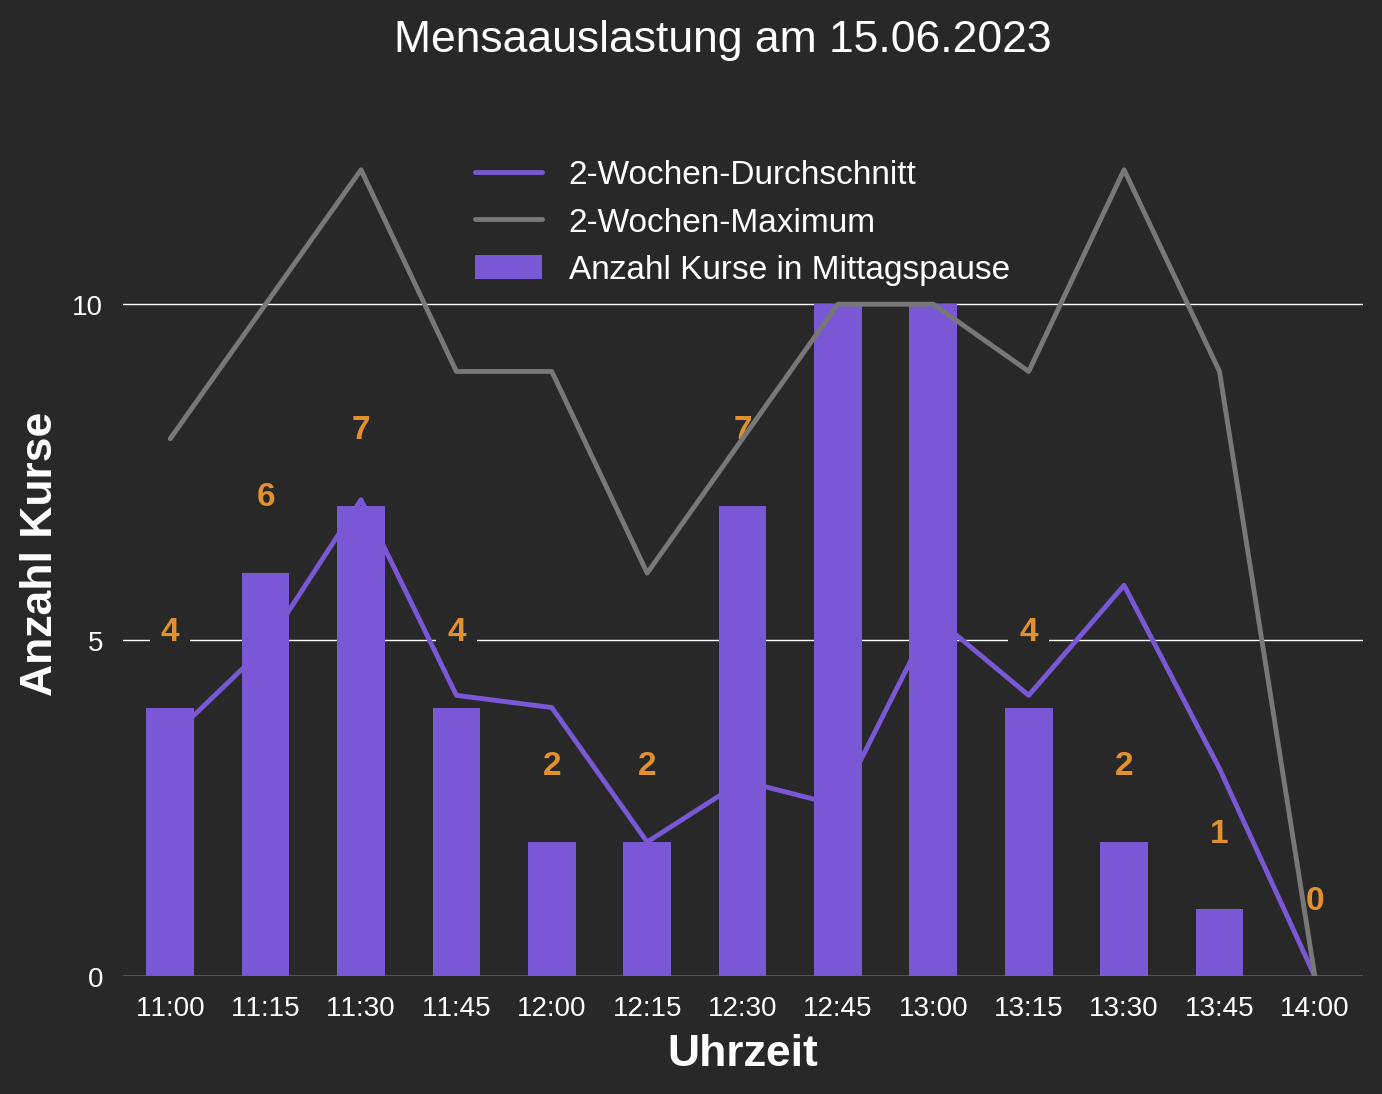 Mensaauslastung am 15.06.2023
2-Wochen-Durchschnitt
2-Wochen-Maximum
Anzahl Kurse in Mittagspause
Anzahl Kurse
10
5
0
4
6
7
4
2
2
7
4
2
1
0
11:00 11:15 11:30 11:45 12:00 12:15 12:30 12:45 13:00 13:15 13:30 13:45 14:00
Uhrzeit